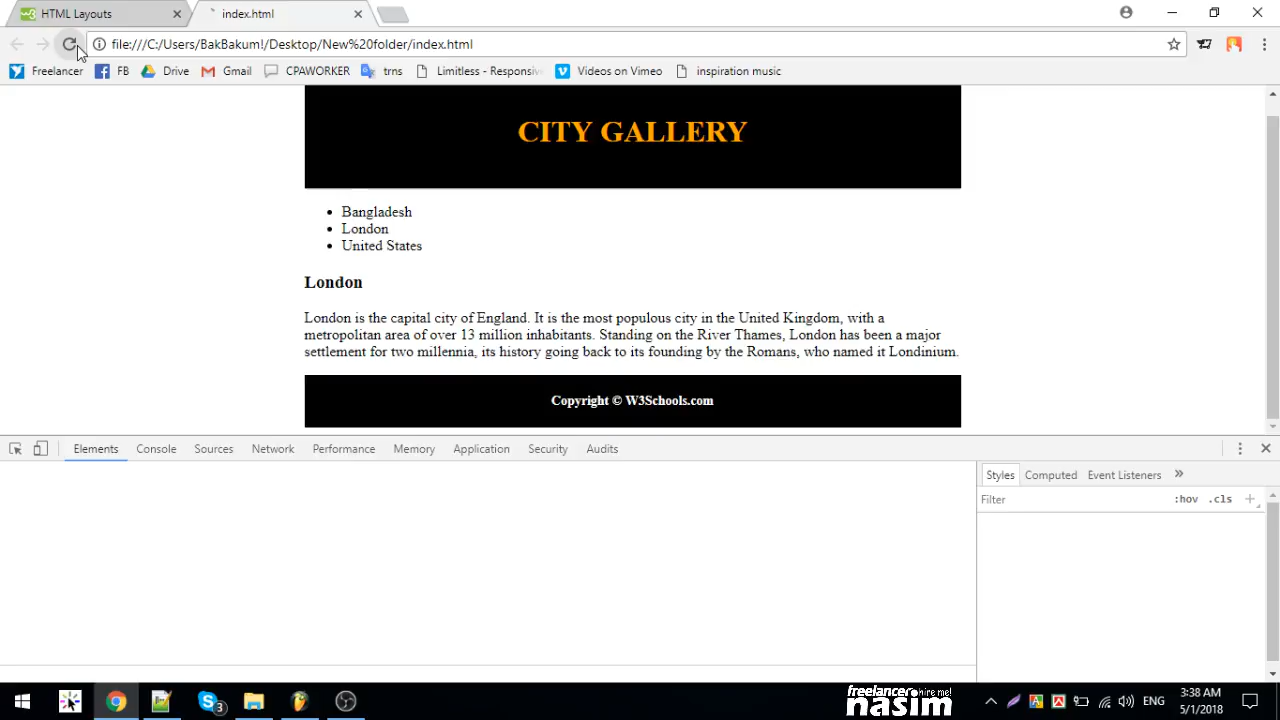 HTML Layouts
index.html
file:///C:/Users/BakBakum!/Desktop/New%20folder/index.html
Freelancer FB Drive Gmail CPAWORKER trns Limitless - Responsiv Videos on Vimeo inspiration music
CITY GALLERY
Bangladesh
London
United States
London
London is the capital city of England. It is the most populous city in the United Kingdom, with a
metropolitan area of over 13 million inhabitants. Standing on the River Thames, London has been a major
settlement for two millennia, its history going back to its founding by the Romans, who named it Londinium.
Copyright © W3Schools.com
Elements Console Sources Network Performance Memory Application Security Audits
Styles Computed Event Listeners »
Filter :hov .cls +
freelancer hire me!
nasim
3
ENG
3:38 AM
5/1/2018